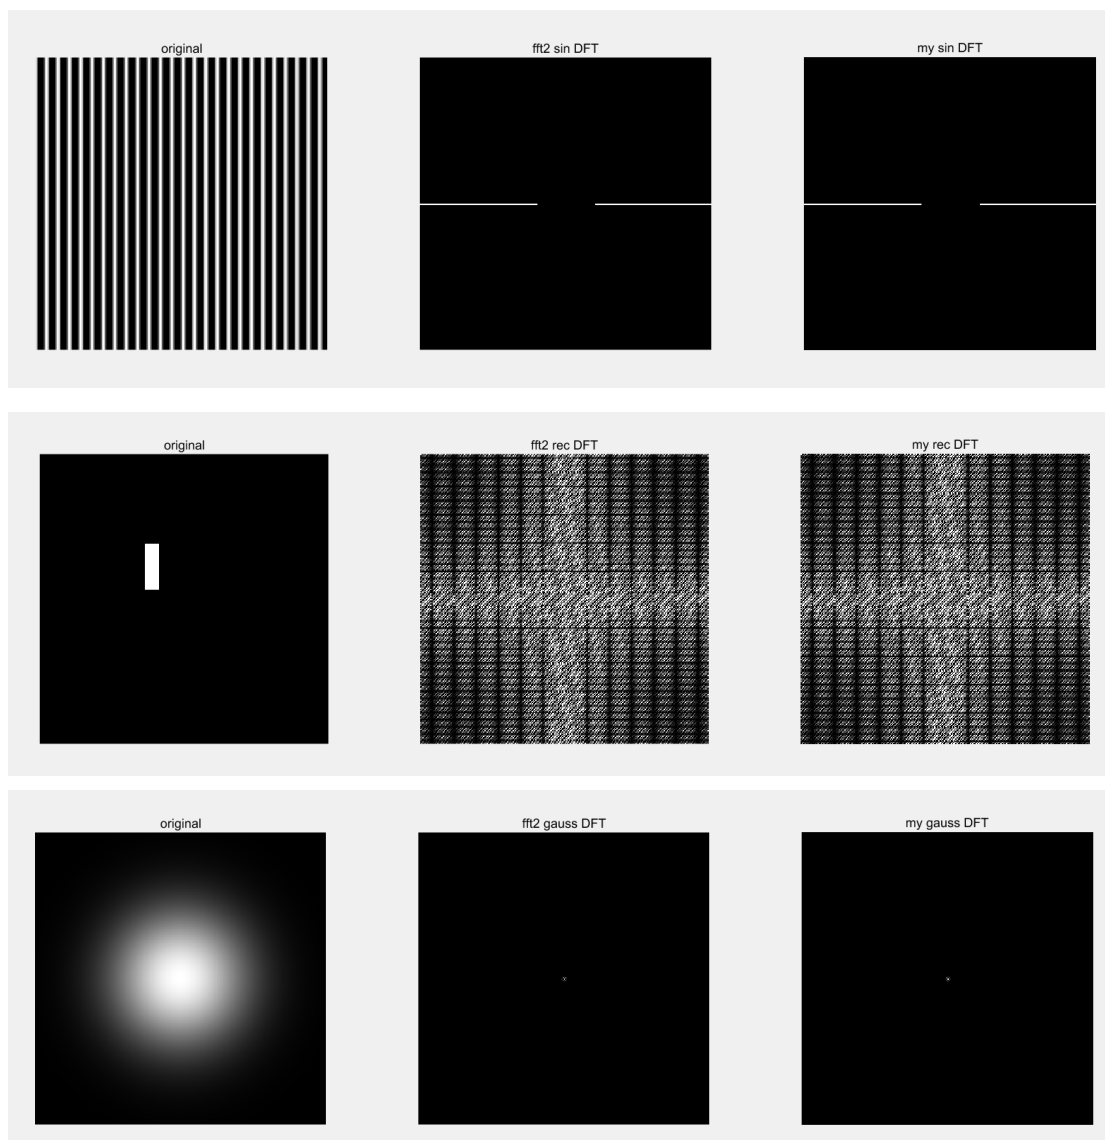 original
fft2 sin DFT
my sin DFT
original
fft2 rec DFT
my rec DFT
original
fft2 gauss DFT
my gauss DFT